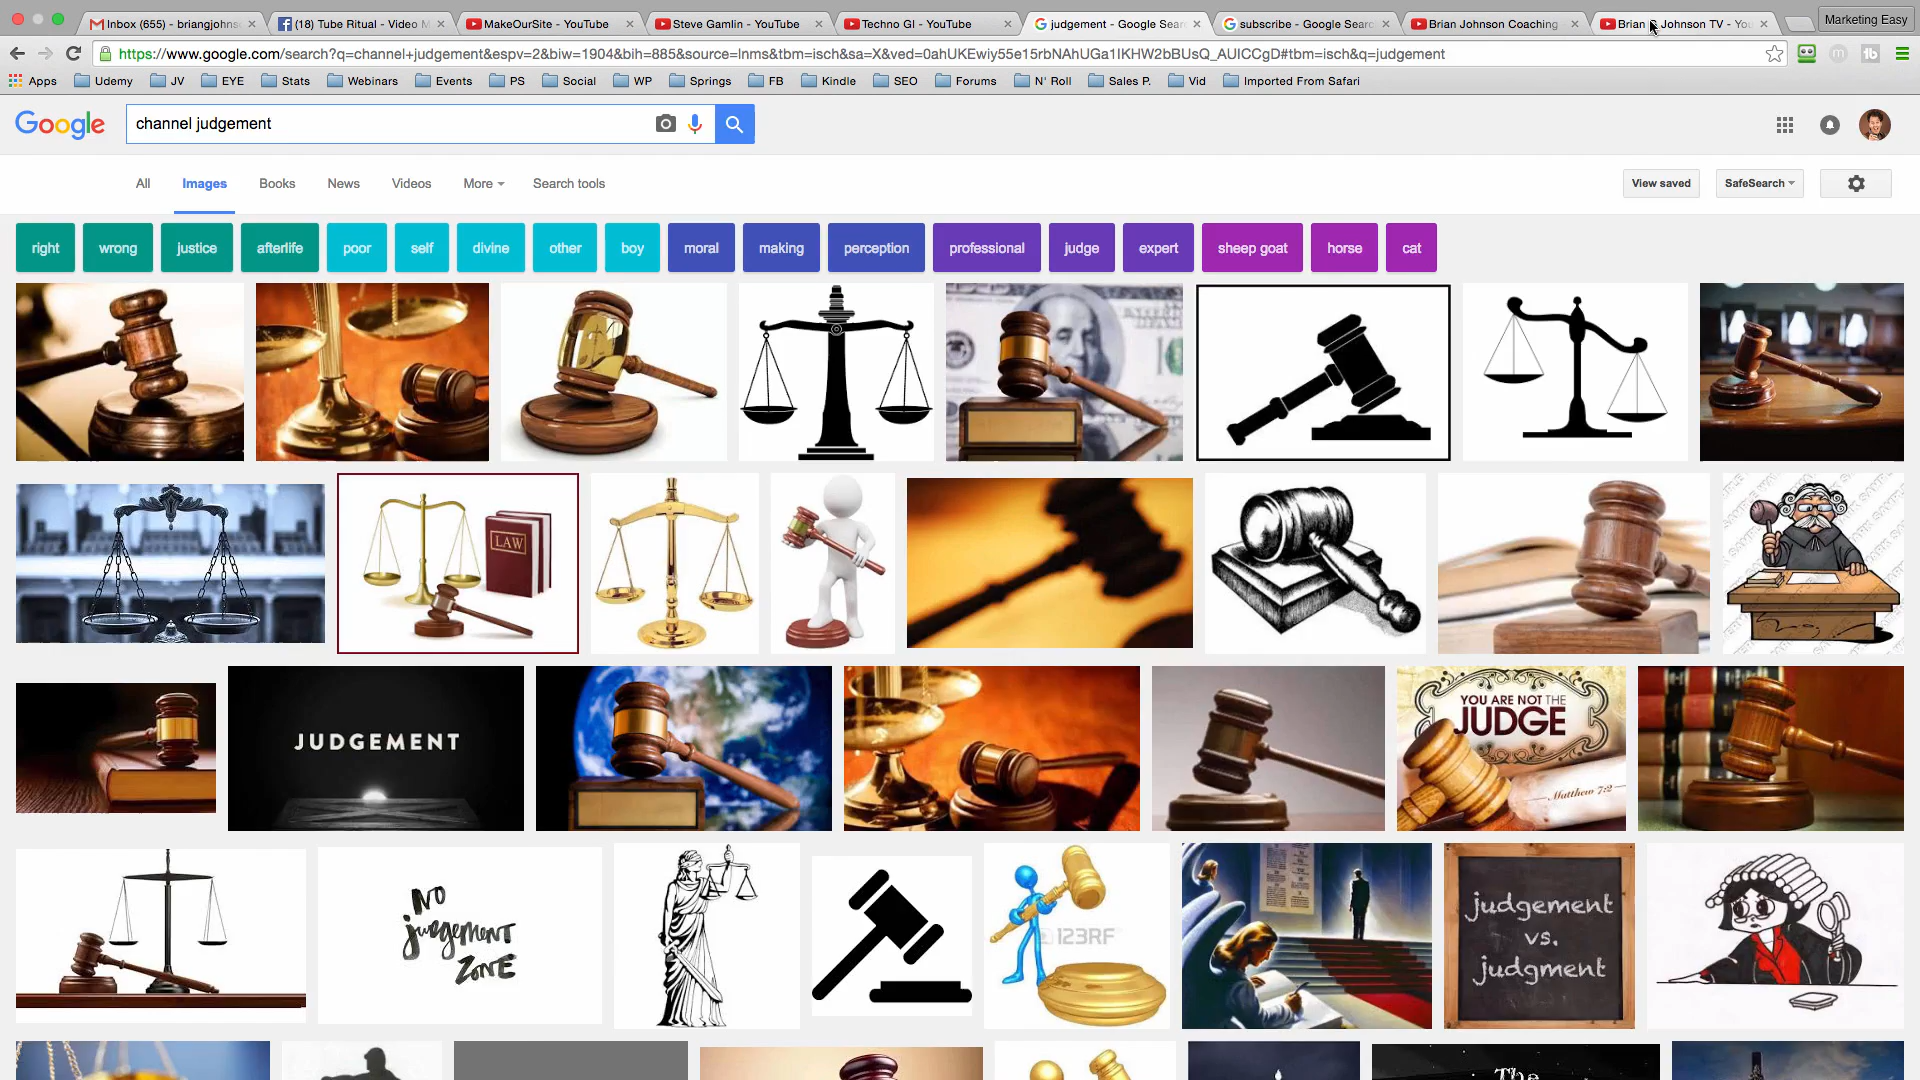 Inbox (655) - briangjohns
(18) Tube Ritual - Video M
MakeOurSite - YouTube
Steve Gamlin - YouTube
Techno GI - YouTube
judgement - Google Sear
subscribe - Google Searc
Brian Johnson Coaching
Brian Johnson TV - You
Marketing Easy
https://www.google.com/search?q=channel+judgement&espv=2&biw=1904&bih=885&source=lnms&tbm=isch&sa=X&ved=0ahUKEwiy55e15rbNAhUGa1IKHW2bBUsQ_AUICCgD#tbm=isch&q=judgement
Apps Udemy JV EYE Stats Webinars Events PS Social WP Springs FB Kindle SEO Forums N' Roll Sales P. Vid Imported From Safari
Google
channel judgement
All Images Books News Videos More Search tools
View saved SafeSearch
right wrong justice afterlife poor self divine other boy moral making perception professional judge expert sheep goat horse cat
LAW
JUDGEMENT
YOU ARE NOT THE
JUDGE
Matthew 7:2
NO
judgement
ZONE
123RF
judgement
vs.
judgment
The